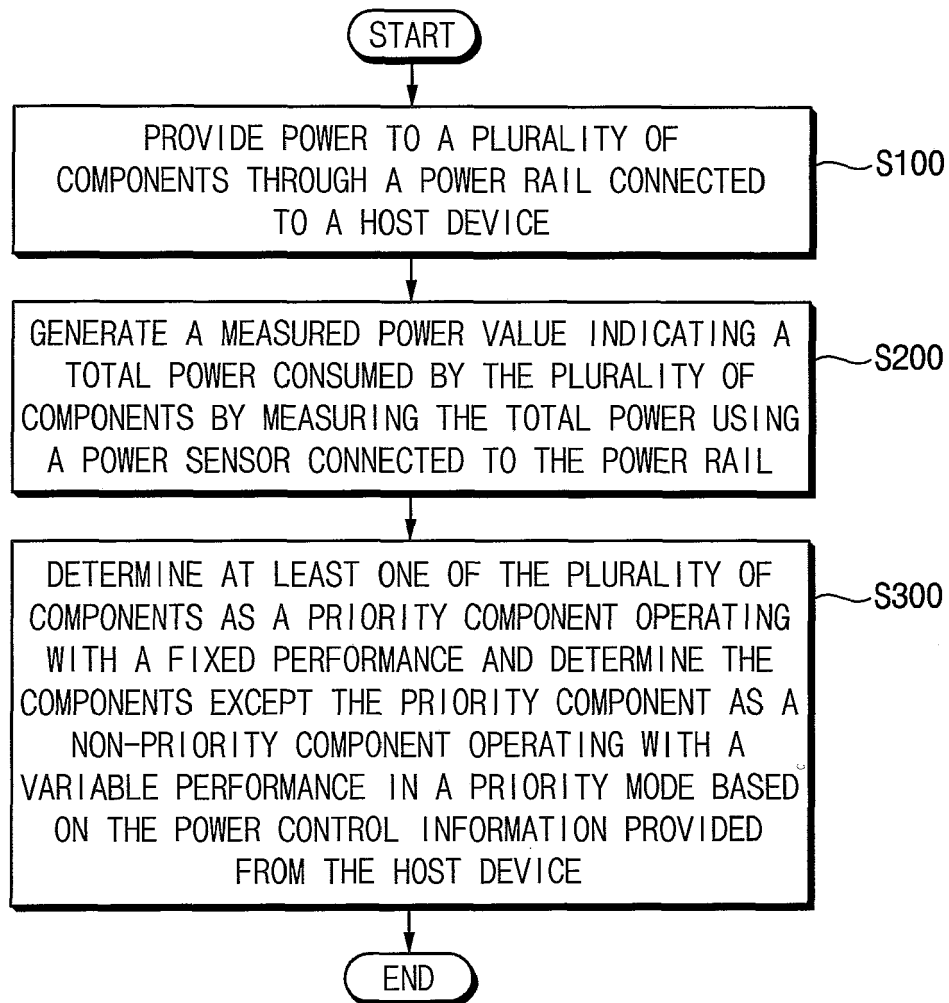 START
PROVIDE POWER TO A PLURALITY OF
COMPONENTS THROUGH A POWER RAIL CONNECTED
TO A HOST DEVICE
S100
GENERATE A MEASURED POWER VALUE INDICATING A
TOTAL POWER CONSUMED BY THE PLURALITY OF
COMPONENTS BY MEASURING THE TOTAL POWER USING
A POWER SENSOR CONNECTED TO THE POWER RAIL
S200
DETERMINE AT LEAST ONE OF THE PLURALITY OF
COMPONENTS AS A PRIORITY COMPONENT OPERATING
WITH A FIXED PERFORMANCE AND DETERMINE THE
COMPONENTS EXCEPT THE PRIORITY COMPONENT AS A
NON-PRIORITY COMPONENT OPERATING WITH A
VARIABLE PERFORMANCE IN A PRIORITY MODE BASED
ON THE POWER CONTROL INFORMATION PROVIDED
FROM THE HOST DEVICE
S300
END